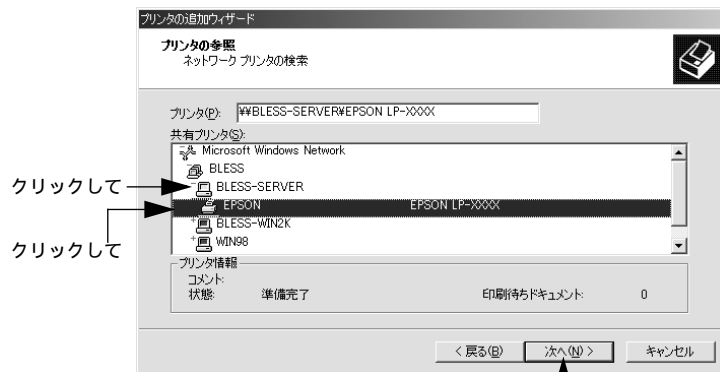 プリンタの追加ウィザード
プリンタの参照
ネットワーク プリンタの検索
プリンタ(P): ¥¥BLESS-SERVER¥EPSON LP-XXXX
共有プリンタ(S):
Microsoft Windows Network
BLESS
クリックして BLESS-SERVER
EPSON EPSON LP-XXXX
BLESS-WIN2K
クリックして WIN98
プリンタ情報
コメント:
状態: 準備完了 印刷待ちドキュメント: 0
< 戻る(B) 次へ(N) > キャンセル